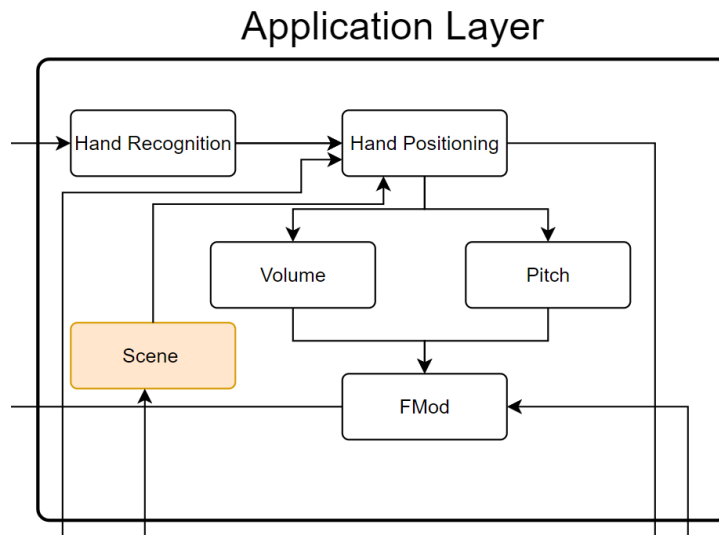 Application Layer
Hand Recognition
Hand Positioning
Volume
Pitch
Scene
FMod